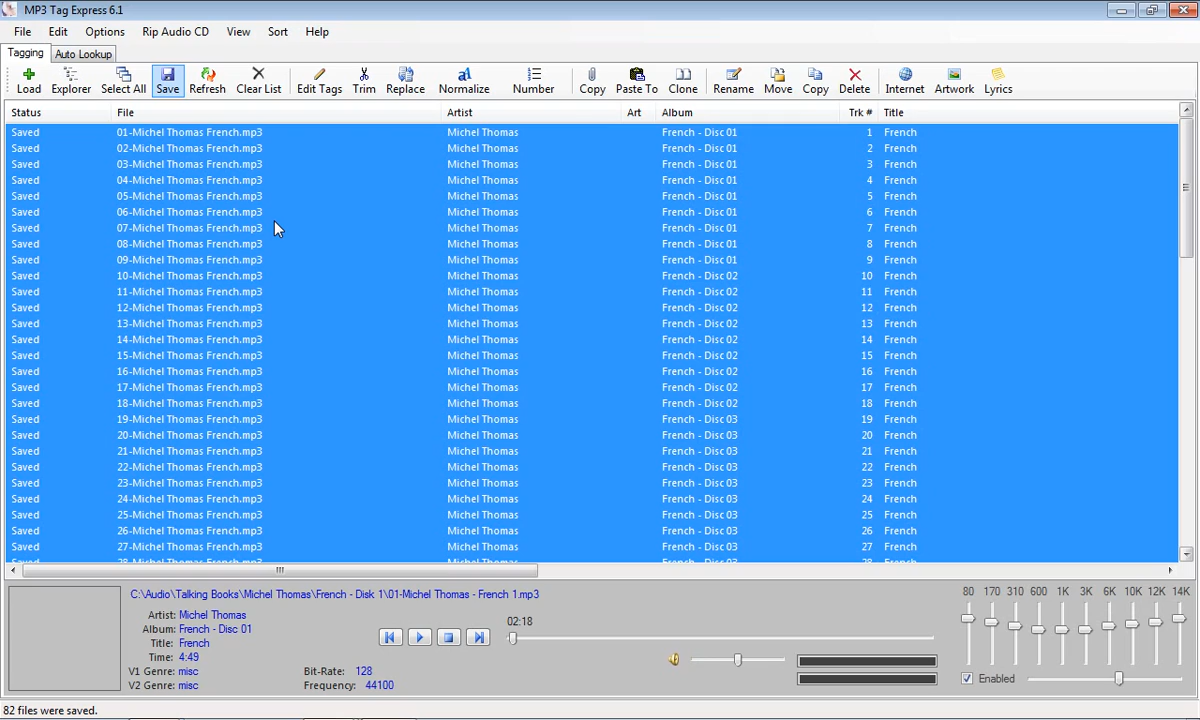 MP3 Tag Express 6.1
File Edit Options Rip Audio CD View Sort Help
Tagging Auto Lookup
Load Explorer Select All Save Refresh Clear List Edit Tags Trim Replace Normalize Number Copy Paste To Clone Rename Move Copy Delete Internet Artwork Lyrics
Status File Artist Art Album Trk # Title
Saved 01-Michel Thomas French.mp3 Michel Thomas French - Disc 01 1 French
Saved 02-Michel Thomas French.mp3 Michel Thomas French - Disc 01 2 French
Saved 03-Michel Thomas French.mp3 Michel Thomas French - Disc 01 3 French
Saved 04-Michel Thomas French.mp3 Michel Thomas French - Disc 01 4 French
Saved 05-Michel Thomas French.mp3 Michel Thomas French - Disc 01 5 French
Saved 06-Michel Thomas French.mp3 Michel Thomas French - Disc 01 6 French
Saved 07-Michel Thomas French.mp3 Michel Thomas French - Disc 01 7 French
Saved 08-Michel Thomas French.mp3 Michel Thomas French - Disc 01 8 French
Saved 09-Michel Thomas French.mp3 Michel Thomas French - Disc 01 9 French
Saved 10-Michel Thomas French.mp3 Michel Thomas French - Disc 02 10 French
Saved 11-Michel Thomas French.mp3 Michel Thomas French - Disc 02 11 French
Saved 12-Michel Thomas French.mp3 Michel Thomas French - Disc 02 12 French
Saved 13-Michel Thomas French.mp3 Michel Thomas French - Disc 02 13 French
Saved 14-Michel Thomas French.mp3 Michel Thomas French - Disc 02 14 French
Saved 15-Michel Thomas French.mp3 Michel Thomas French - Disc 02 15 French
Saved 16-Michel Thomas French.mp3 Michel Thomas French - Disc 02 16 French
Saved 17-Michel Thomas French.mp3 Michel Thomas French - Disc 02 17 French
Saved 18-Michel Thomas French.mp3 Michel Thomas French - Disc 02 18 French
Saved 19-Michel Thomas French.mp3 Michel Thomas French - Disc 03 19 French
Saved 20-Michel Thomas French.mp3 Michel Thomas French - Disc 03 20 French
Saved 21-Michel Thomas French.mp3 Michel Thomas French - Disc 03 21 French
Saved 22-Michel Thomas French.mp3 Michel Thomas French - Disc 03 22 French
Saved 23-Michel Thomas French.mp3 Michel Thomas French - Disc 03 23 French
Saved 24-Michel Thomas French.mp3 Michel Thomas French - Disc 03 24 French
Saved 25-Michel Thomas French.mp3 Michel Thomas French - Disc 03 25 French
Saved 26-Michel Thomas French.mp3 Michel Thomas French - Disc 03 26 French
Saved 27-Michel Thomas French.mp3 Michel Thomas French - Disc 03 27 French
C:\Audio\Talking Books\Michel Thomas\French - Disk 1\01-Michel Thomas - French 1.mp3
80 170 310 600 1K 3K 6K 10K 12K 14K
Artist: Michel Thomas
02:18
Album: French - Disc 01
Title: French
Time: 4:49
V1 Genre: misc Bit-Rate: 128
V2 Genre: misc Frequency: 44100
Enabled
82 files were saved.